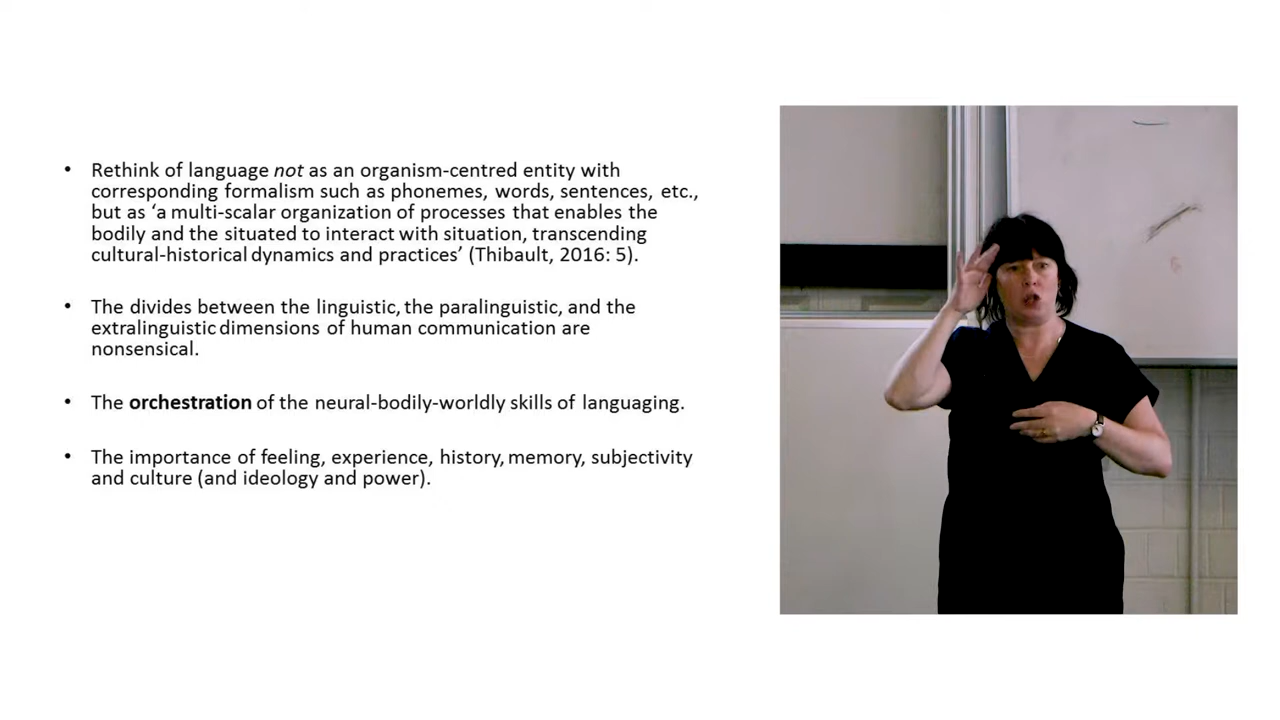 • Rethink of language not as an organism-centred entity with
corresponding formalism such as phonemes, words, sentences, etc.,
but as ‘a multi-scalar organization of processes that enables the
bodily and the situated to interact with situation, transcending
cultural-historical dynamics and practices’ (Thibault, 2016: 5).
• The divides between the linguistic, the paralinguistic, and the
extralinguistic dimensions of human communication are
nonsensical.
• The orchestration of the neural-bodily-worldly skills of languaging.
• The importance of feeling, experience, history, memory, subjectivity
and culture (and ideology and power).